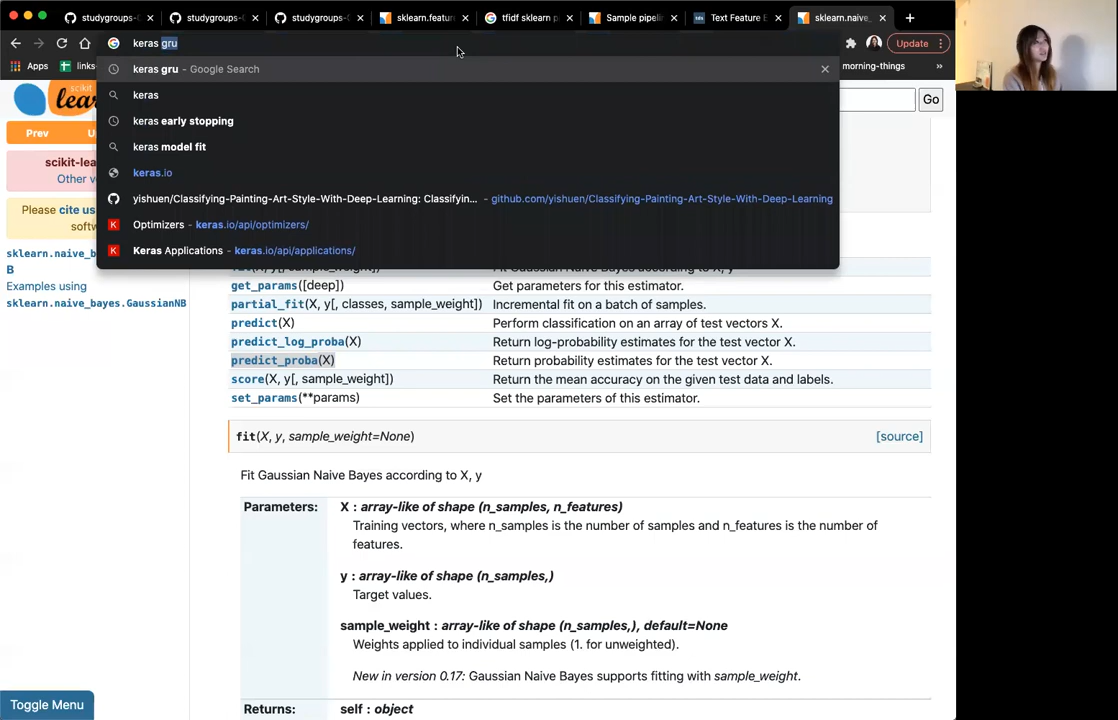 studygroups-
studygroups-
studygroups-
sklearn.featur
tfidf sklearn p
Sample pipelin
Text Feature E
sklearn.naive_
keras gru
Update
Apps
links
morning-things
»
keras gru - Google Search
keras
keras early stopping
keras model fit
keras.io
yishuen/Classifying-Painting-Art-Style-With-Deep-Learning: Classifyin... - github.com/yishuen/Classifying-Painting-Art-Style-With-Deep-Learning
Optimizers - keras.io/api/optimizers/
Keras Applications - keras.io/api/applications/
scikit
learn
Go
Prev
U
scikit-lea
Other v
Please cite us
softw
sklearn.naive_b
B
Examples using
sklearn.naive_bayes.GaussianNB
get_params([deep]) Get parameters for this estimator.
partial_fit(X, y[, classes, sample_weight]) Incremental fit on a batch of samples.
predict(X) Perform classification on an array of test vectors X.
predict_log_proba(X) Return log-probability estimates for the test vector X.
predict_proba(X) Return probability estimates for the test vector X.
score(X, y[, sample_weight]) Return the mean accuracy on the given test data and labels.
set_params(**params) Set the parameters of this estimator.
fit(X, y, sample_weight=None) [source]
Fit Gaussian Naive Bayes according to X, y
Parameters: X : array-like of shape (n_samples, n_features)
Training vectors, where n_samples is the number of samples and n_features is the number of
features.
y : array-like of shape (n_samples,)
Target values.
sample_weight : array-like of shape (n_samples,), default=None
Weights applied to individual samples (1. for unweighted).
New in version 0.17: Gaussian Naive Bayes supports fitting with sample_weight.
Returns: self : object
Toggle Menu